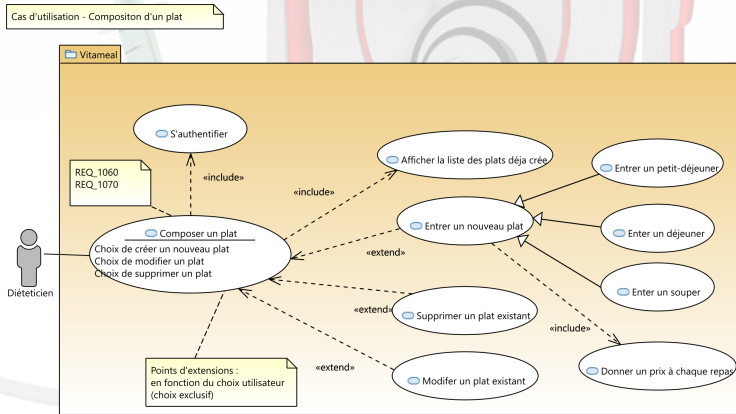 Cas d'utilisation - Compositon d'un plat
Vitameal
S'authentifier
REQ_1060
REQ_1070
«include»
«include»
Afficher la liste des plats déja crée
Entrer un petit-déjeuner
Composer un plat
Choix de créer un nouveau plat
Choix de modifier un plat
Choix de supprimer un plat
Entrer un nouveau plat
Enter un déjeuner
«extend»
Diéteticien
Enter un souper
«extend»
Supprimer un plat existant
«include»
Points d'extensions :
en fonction du choix utilisateur
(choix exclusif)
«extend»
Modifer un plat existant
Donner un prix à chaque repas